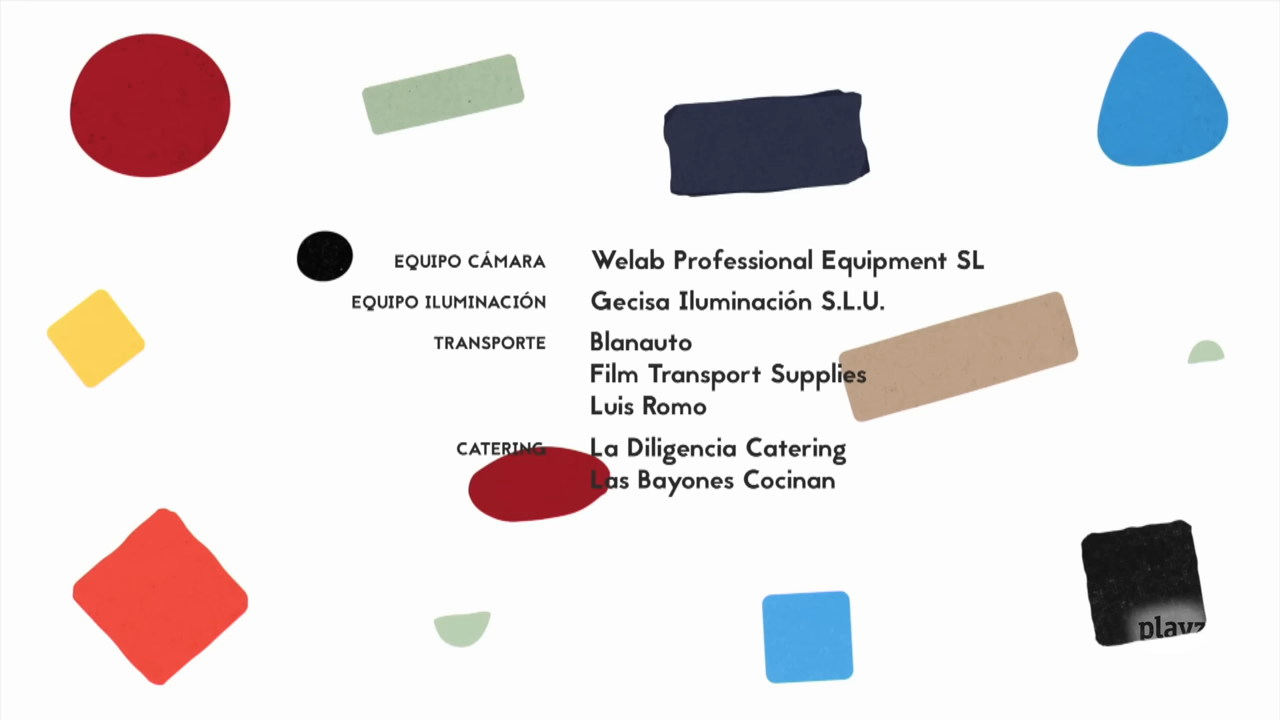 EQUIPO CÁMARA Welab Professional Equipment SL
EQUIPO ILUMINACIÓN Gecisa Iluminación S.L.U.
TRANSPORTE Blanauto
Film Transport Supplies
Luis Romo
CATERING La Diligencia Catering
Las Bayones Cocinan
playz